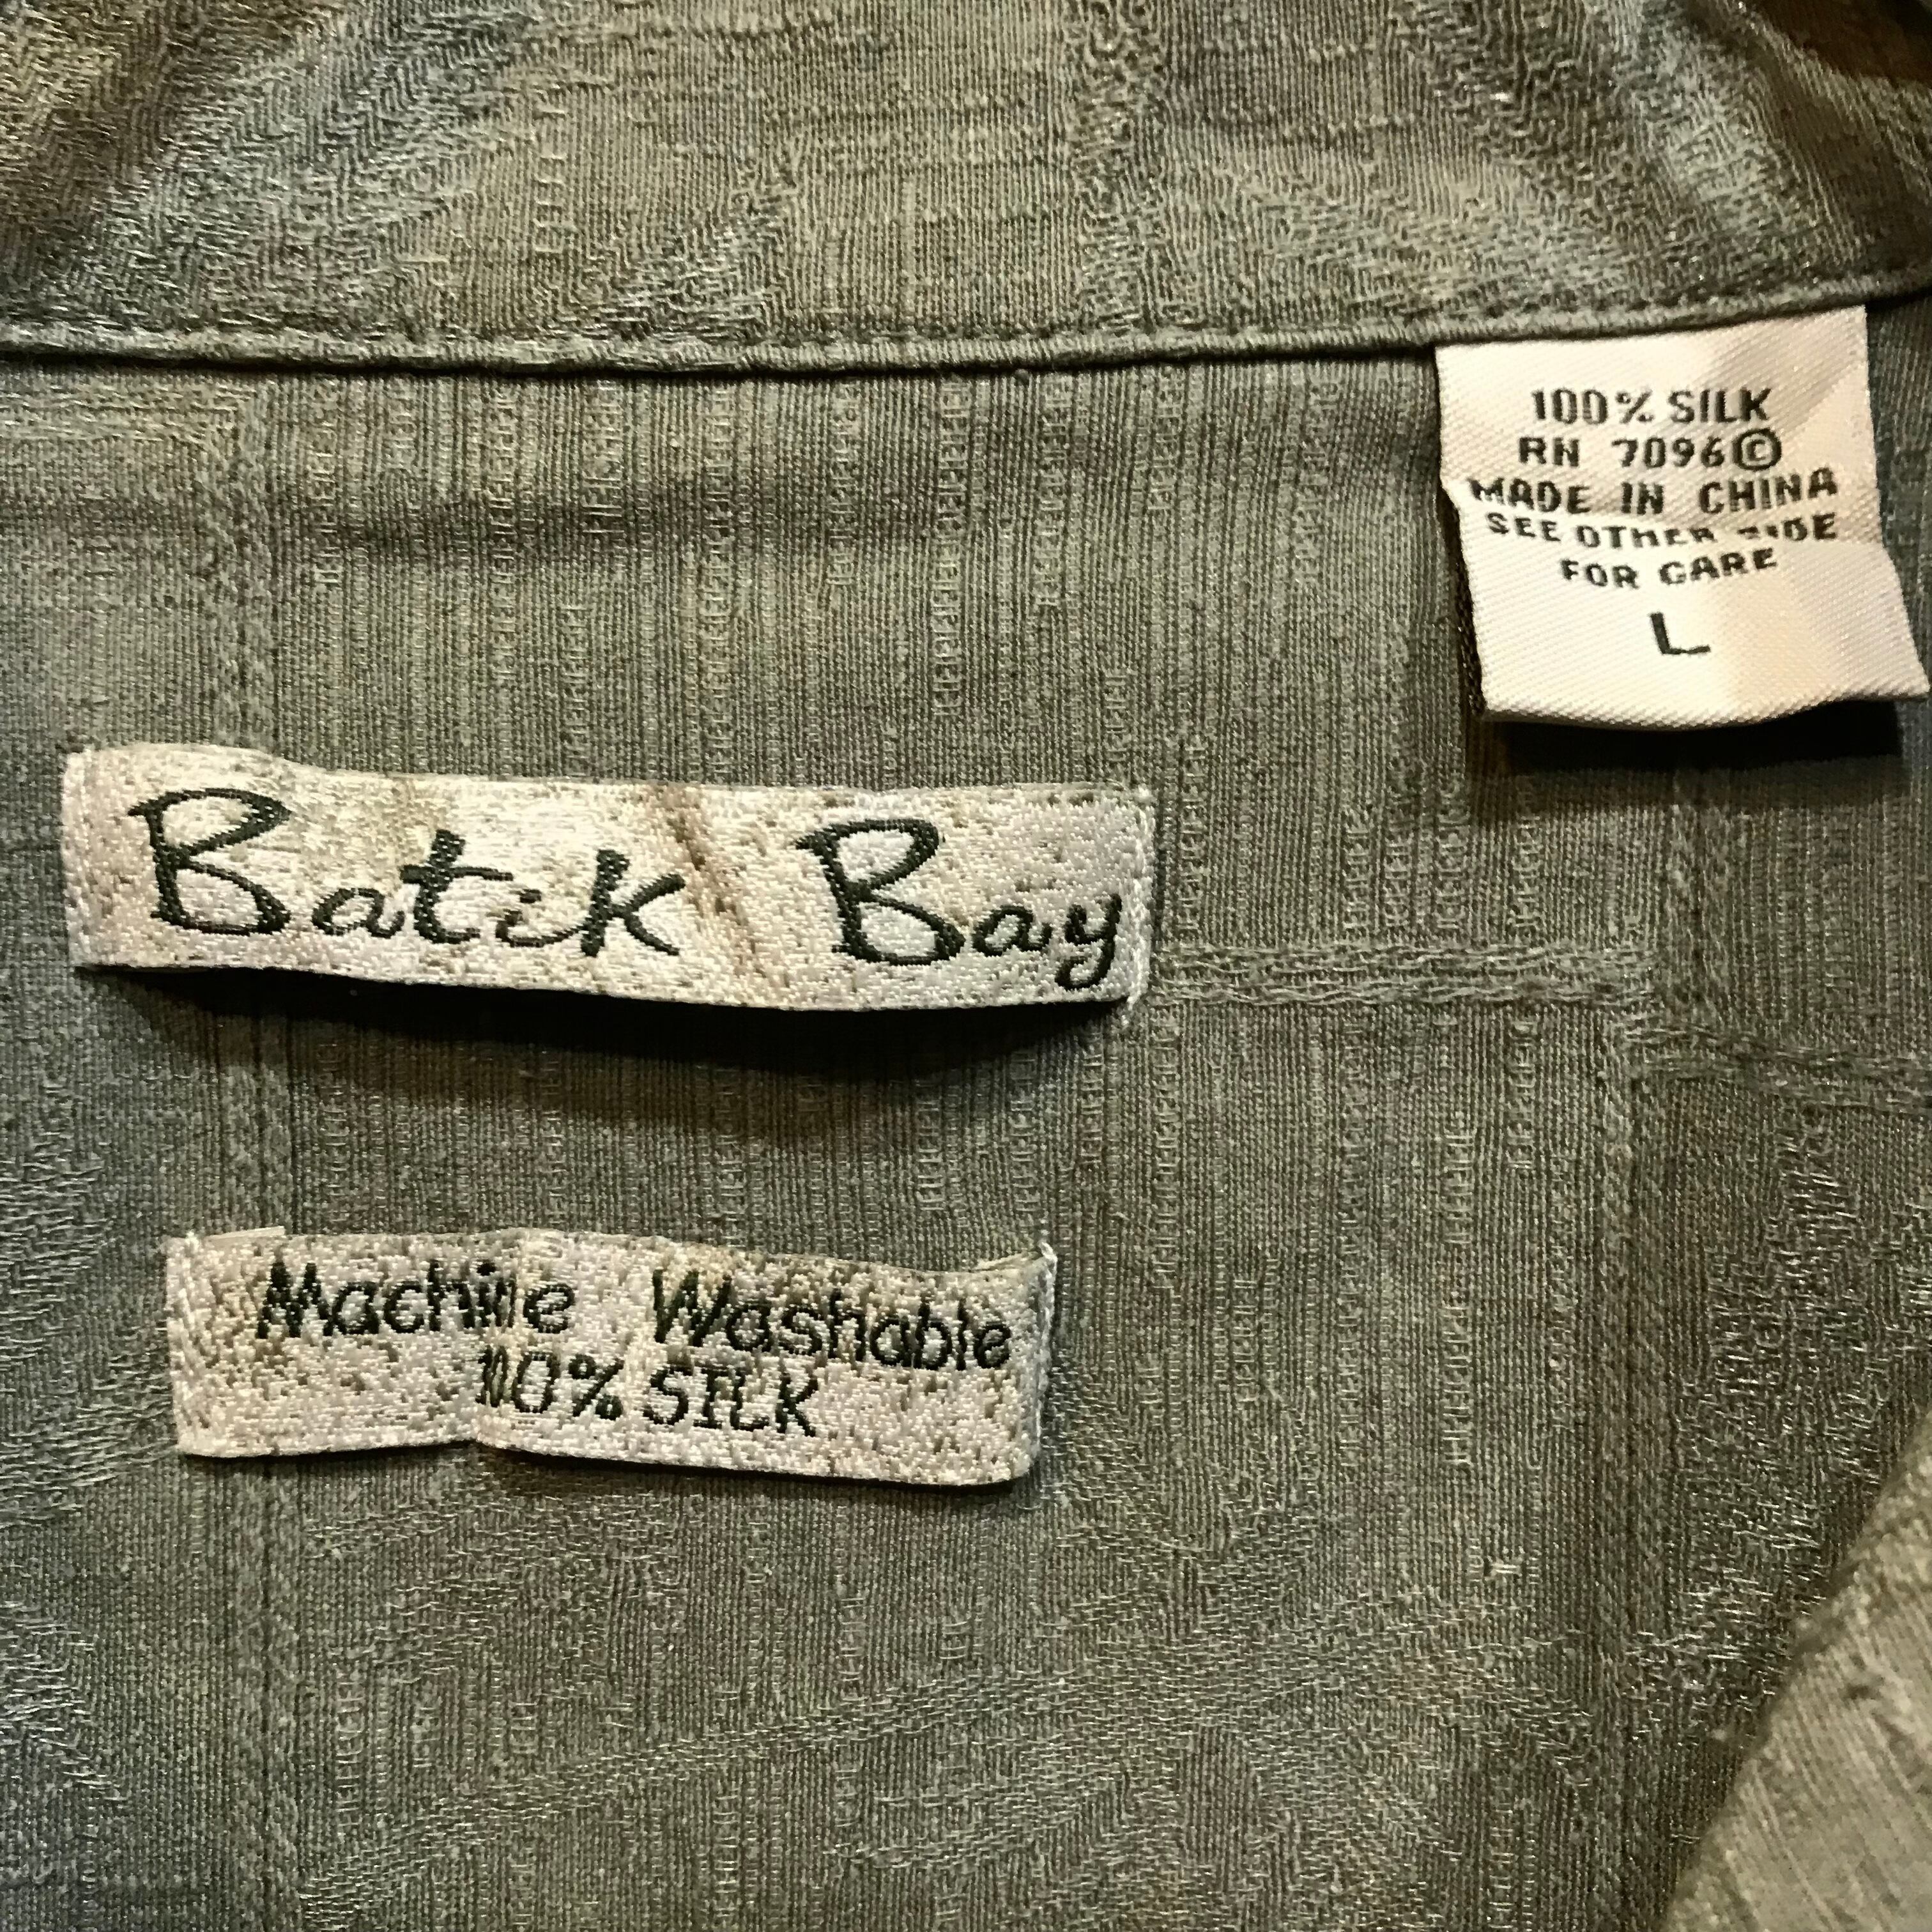 100% SILK
RN 7096©
MADE IN CHINA
SEE OTHER SIDE
FOR CARE
L
Batik Bay
Machine Washable
100% SILK